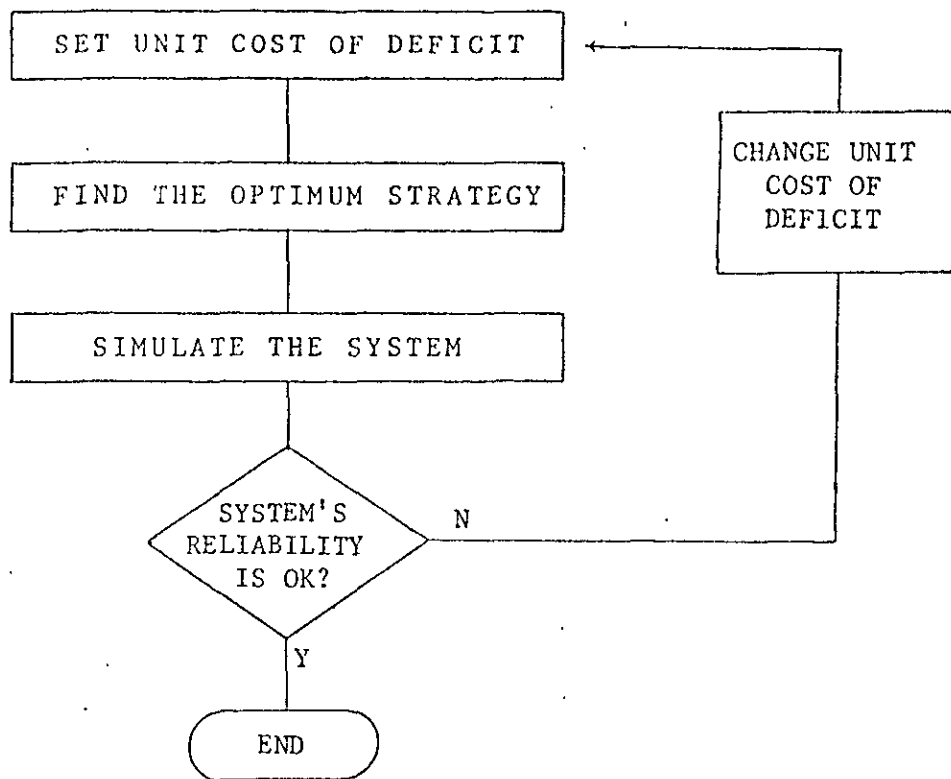 SET UNIT COST OF DEFICIT
FIND THE OPTIMUM STRATEGY
SIMULATE THE SYSTEM
SYSTEM'S
RELIABILITY
IS OK?
N
Y
END
CHANGE UNIT
COST OF
DEFICIT